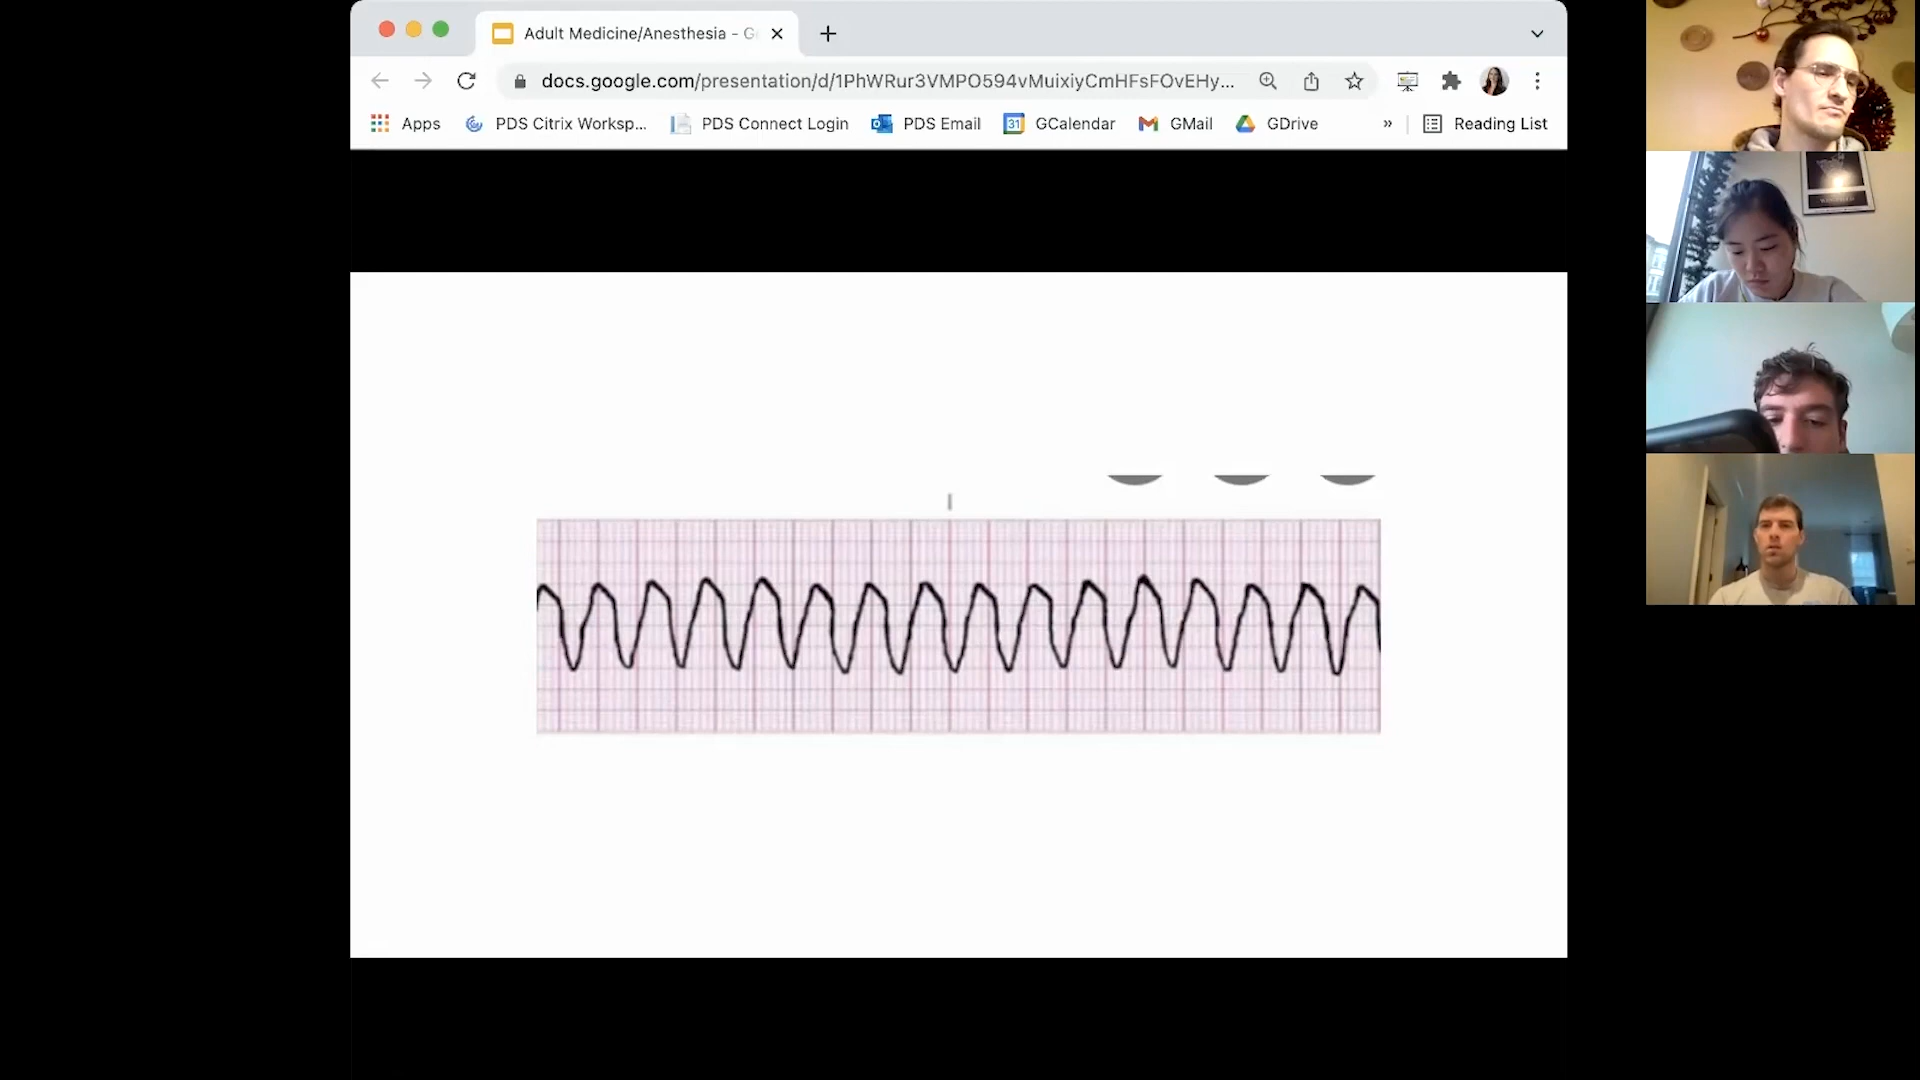 Adult Medicine/Anesthesia - G
docs.google.com/presentation/d/1PhWRur3VMPO594vMuixiyCmHFsFOvEHy...
Apps PDS Citrix Worksp... PDS Connect Login PDS Email 31 GCalendar GMail GDrive » Reading List